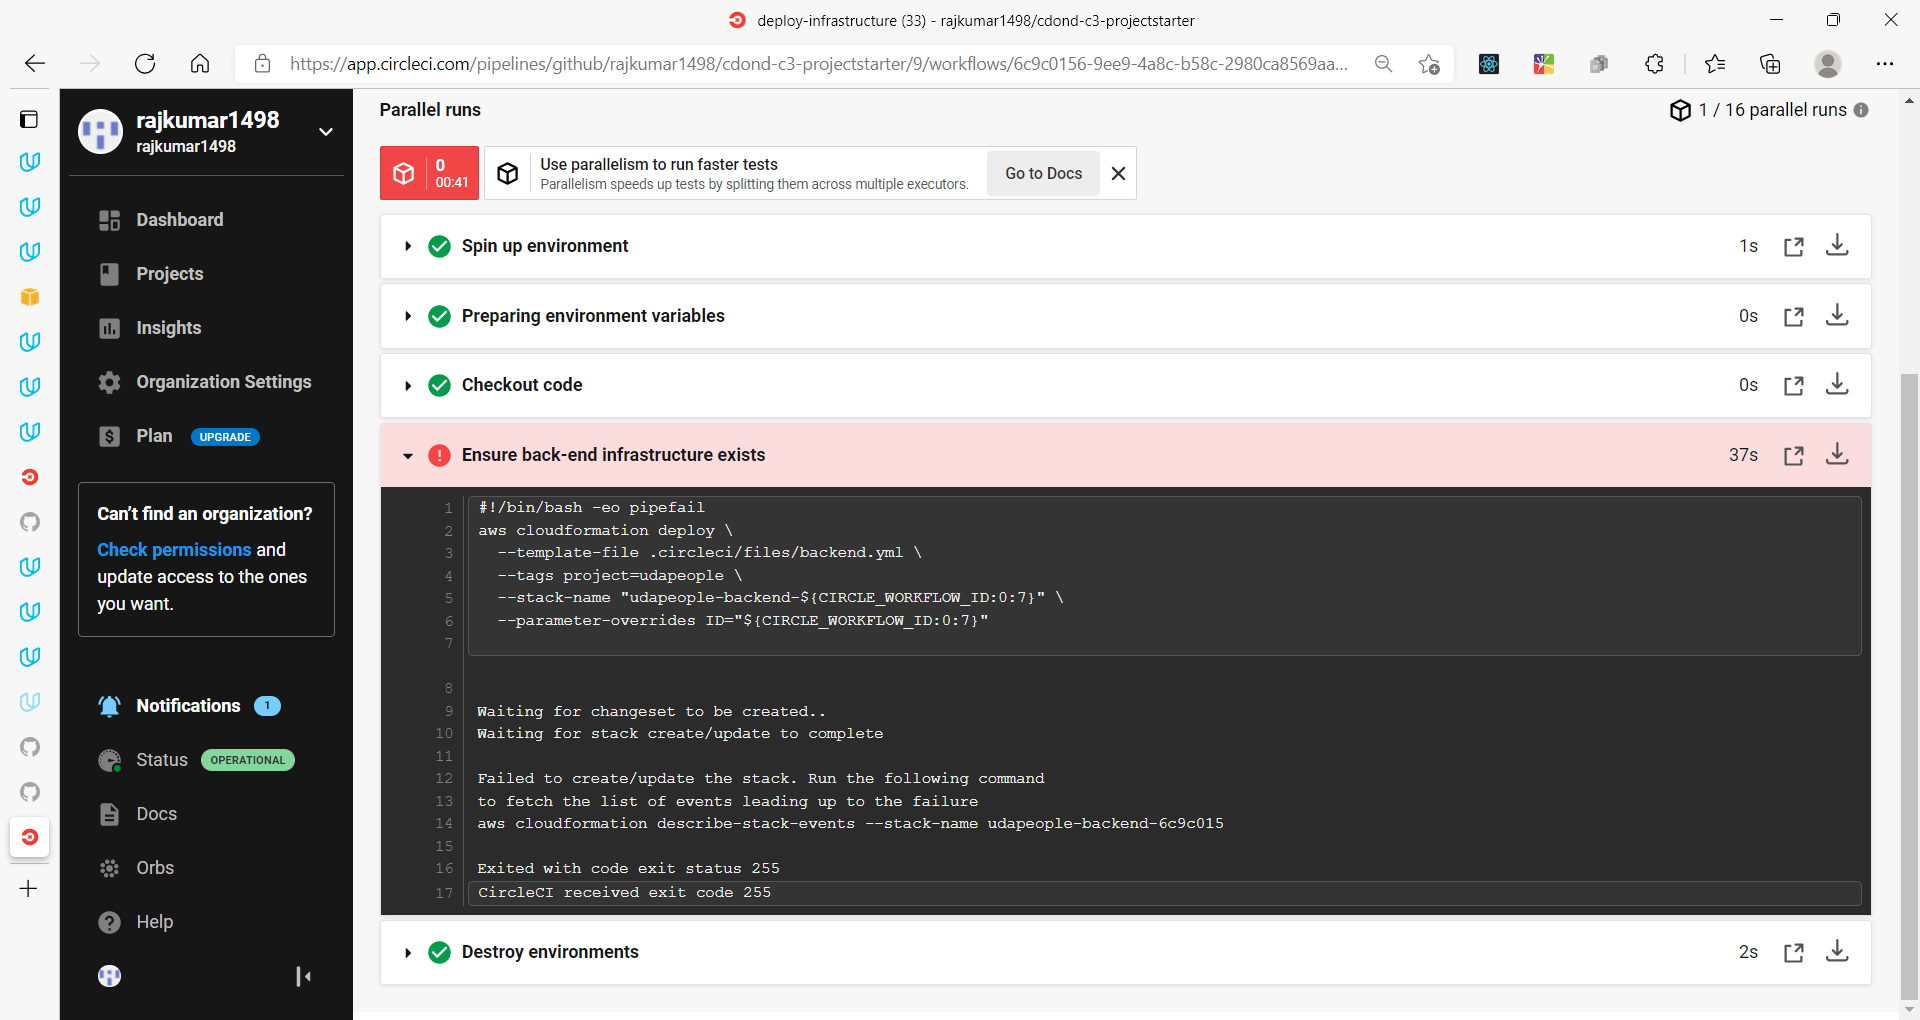 deploy-infrastructure (33) - rajkumar1498/cdond-c3-projectstarter
https://app.circleci.com/pipelines/github/rajkumar1498/cdond-c3-projectstarter/9/workflows/6c9c0156-9ee9-4a8c-b58c-2980ca8569aa...
rajkumar1498
rajkumar1498
Dashboard
Projects
Insights
Organization Settings
Plan UPGRADE
Can't find an organization?
Check permissions and
update access to the ones
you want.
Notifications 1
Status OPERATIONAL
Docs
Orbs
Help
Parallel runs
1 / 16 parallel runs
0
00:41
Use parallelism to run faster tests
Parallelism speeds up tests by splitting them across multiple executors.
Go to Docs
Spin up environment 1s
Preparing environment variables 0s
Checkout code 0s
Ensure back-end infrastructure exists 37s
1 #!/bin/bash -eo pipefail
2 aws cloudformation deploy \
3 --template-file .circleci/files/backend.yml \
4 --tags project=udapeople \
5 --stack-name "udapeople-backend-${CIRCLE_WORKFLOW_ID:0:7}" \
6 --parameter-overrides ID="${CIRCLE_WORKFLOW_ID:0:7}"
7
8
9 Waiting for changeset to be created..
10 Waiting for stack create/update to complete
11
12 Failed to create/update the stack. Run the following command
13 to fetch the list of events leading up to the failure
14 aws cloudformation describe-stack-events --stack-name udapeople-backend-6c9c015
15
16 Exited with code exit status 255
17 CircleCI received exit code 255
Destroy environments 2s